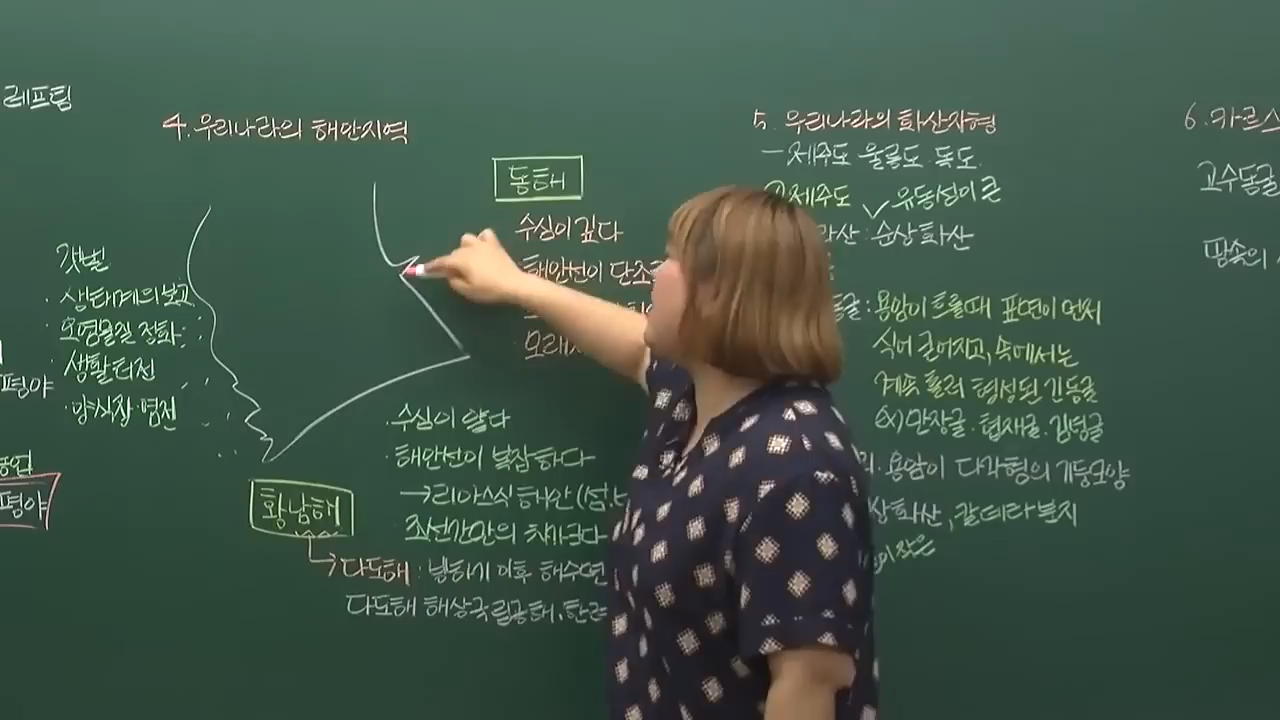 레프팅
4. 우리나라의 해안지역
갯벌
· 생태계의 보고
· 오염물질 정화
· 생활터전
· 양식장 · 염전
평야
평야
동해
수심이 깊다
해안선이 단조
모래
· 수심이 얕다
· 해안선이 복잡하다
→ 리아스식 해안 (섬,
· 조선간만의 차가 크다
황남해
→ 다도해 : 빙하기 이후 해수면
다도해 해상국립공해, 한려
5. 우리나라의 화산지형
- 제주도 울릉도 독도.
제주도
유동성이 큰
라산 : 순상화산
동굴 : 용암이 흐를때 표면이 먼저
식어 굳어지고, 속에서는
계속 흘러 형성된 긴동굴
ex) 만장굴. 협재굴. 김녕굴
용암이 다각형의 기둥모양
상화산, 칼데라분지
작은
6. 카르스
고수동굴
땅속의